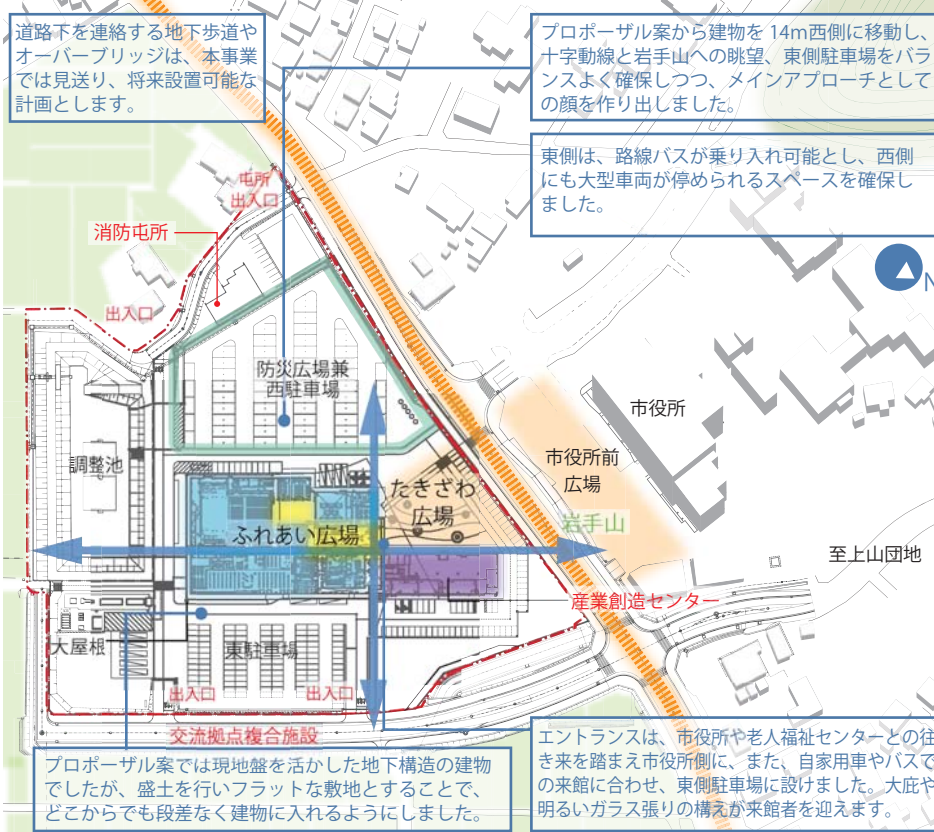 道路下を連絡する地下歩道や
オーバーブリッジは、本事業
では見送り、将来設置可能な
計画とします。
プロポーザル案から建物を 14m西側に移動し、
十字動線と岩手山への眺望、東側駐車場をバラ
ンスよく確保しつつ、メインアプローチとして
の顔を作り出しました。
東側は、路線バスが乗り入れ可能とし、西側
にも大型車両が停められるスペースを確保し
ました。
N
屯所
出入口
消防屯所
出入口
防災広場兼
西駐車場
市役所
市役所前
広場
調整池
たきざわ
広場
ふれあい広場
岩手山
至上山団地
産業創造センター
大屋根
東駐車場
出入口
出入口
交流拠点複合施設
プロポーザル案では現地盤を活かした地下構造の建物
でしたが、盛土を行いフラットな敷地とすることで、
どこからでも段差なく建物に入れるようにしました。
エントランスは、市役所や老人福祉センターとの往
き来を踏まえ市役所側に、また、自家用車やバスで
の来館に合わせ、東側駐車場に設けました。大庇や
明るいガラス張りの構えが来館者を迎えます。